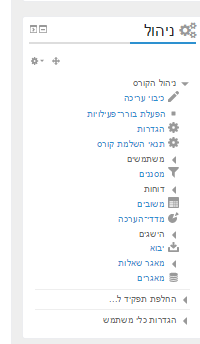 ניהול
ניהול הקורס
כיבוי עריכה
הפעלת בורר־פעילויות
הגדרות
תנאי השלמת קורס
משתמשים
מסננים
דוחות
משובים
מדדי־הערכה
הישגים
יבוא
מאגר שאלות
מאגרים
החלפת תפקיד ל...
הגדרות כלי משתמש